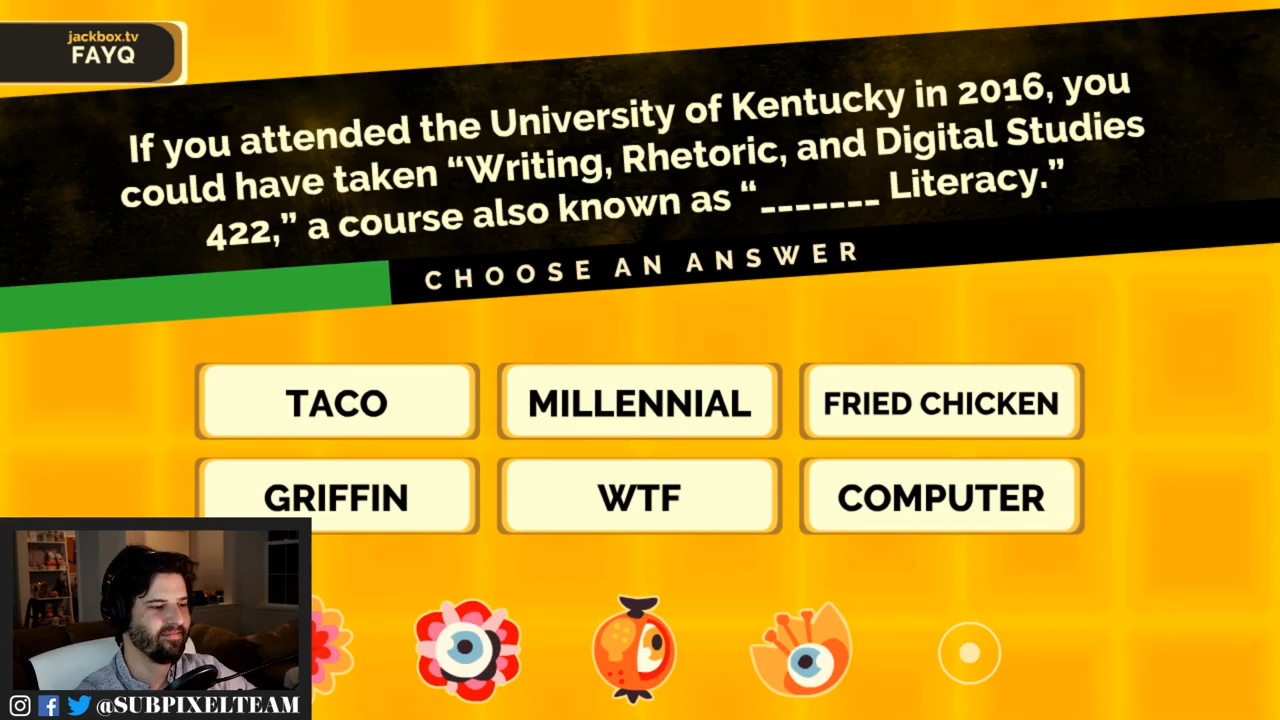 jackbox.tv
FAYQ
If you attended the University of Kentucky in 2016, you
could have taken “Writing, Rhetoric, and Digital Studies
422,” a course also known as “_______ Literacy.”
CHOOSE AN ANSWER
TACO
MILLENNIAL
FRIED CHICKEN
GRIFFIN
WTF
COMPUTER
@SUBPIXELTEAM